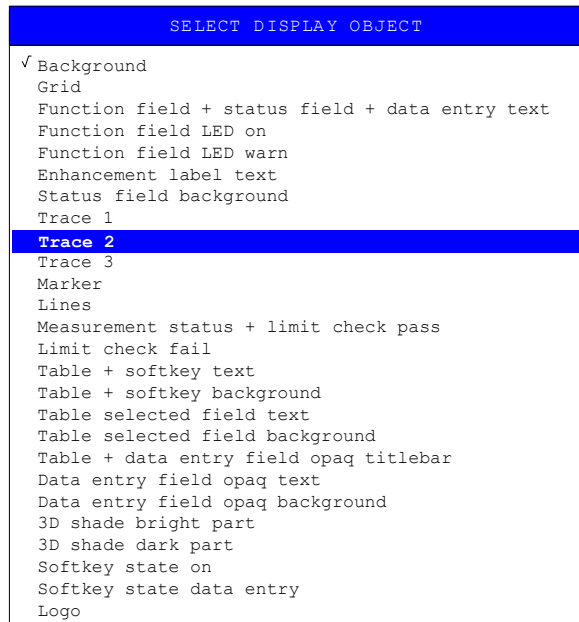 SELECT DISPLAY OBJECT
√ Background
Grid
Function field + status field + data entry text
Function field LED on
Function field LED warn
Enhancement label text
Status field background
Trace 1
Trace 2
Trace 3
Marker
Lines
Measurement status + limit check pass
Limit check fail
Table + softkey text
Table + softkey background
Table selected field text
Table selected field background
Table + data entry field opaq titlebar
Data entry field opaq text
Data entry field opaq background
3D shade bright part
3D shade dark part
Softkey state on
Softkey state data entry
Logo